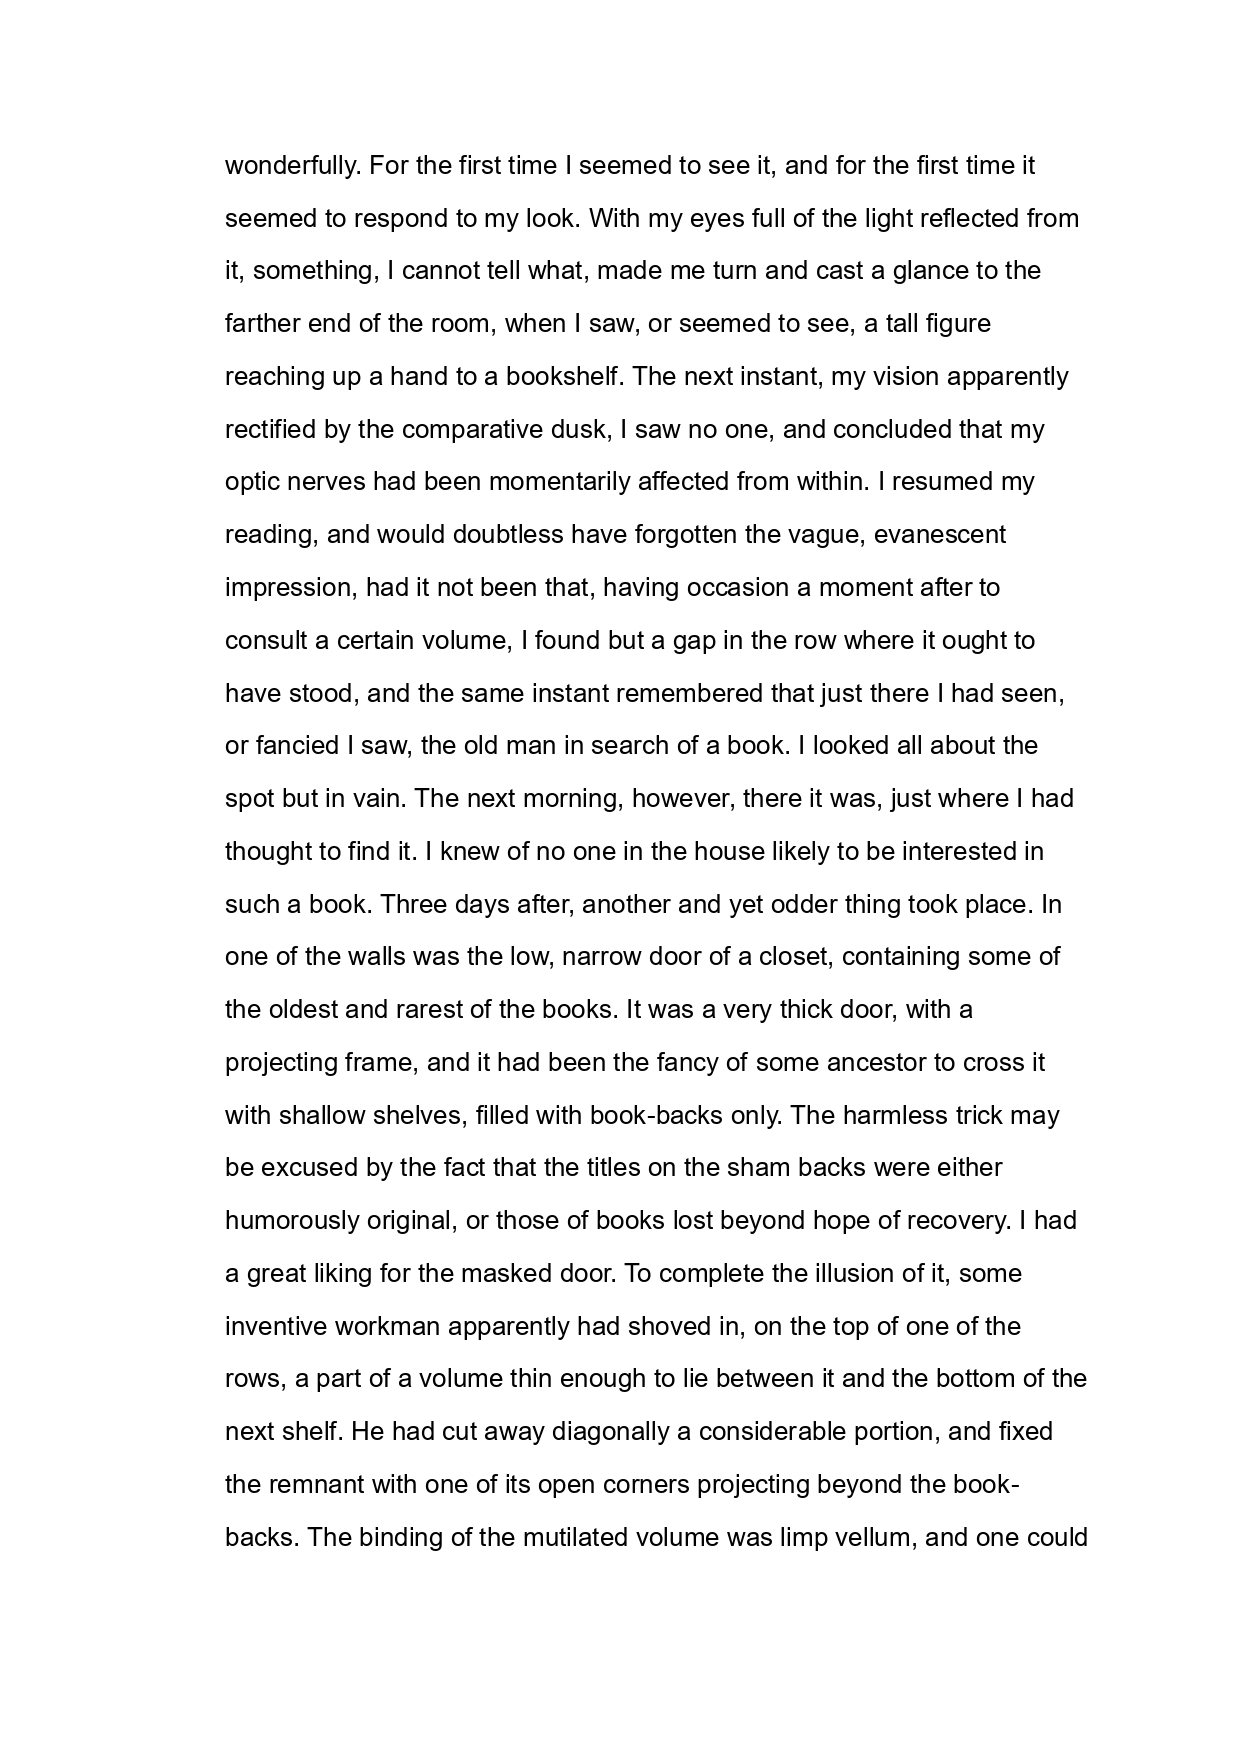 wonderfully. For the first time I seemed to see it, and for the first time it
seemed to respond to my look. With my eyes full of the light reflected from
it, something, I cannot tell what, made me turn and cast a glance to the
farther end of the room, when I saw, or seemed to see, a tall figure
reaching up a hand to a bookshelf. The next instant, my vision apparently
rectified by the comparative dusk, I saw no one, and concluded that my
optic nerves had been momentarily affected from within. I resumed my
reading, and would doubtless have forgotten the vague, evanescent
impression, had it not been that, having occasion a moment after to
consult a certain volume, I found but a gap in the row where it ought to
have stood, and the same instant remembered that just there I had seen,
or fancied I saw, the old man in search of a book. I looked all about the
spot but in vain. The next morning, however, there it was, just where I had
thought to find it. I knew of no one in the house likely to be interested in
such a book. Three days after, another and yet odder thing took place. In
one of the walls was the low, narrow door of a closet, containing some of
the oldest and rarest of the books. It was a very thick door, with a
projecting frame, and it had been the fancy of some ancestor to cross it
with shallow shelves, filled with book-backs only. The harmless trick may
be excused by the fact that the titles on the sham backs were either
humorously original, or those of books lost beyond hope of recovery. I had
a great liking for the masked door. To complete the illusion of it, some
inventive workman apparently had shoved in, on the top of one of the
rows, a part of a volume thin enough to lie between it and the bottom of the
next shelf. He had cut away diagonally a considerable portion, and fixed
the remnant with one of its open corners projecting beyond the book-
backs. The binding of the mutilated volume was limp vellum, and one could